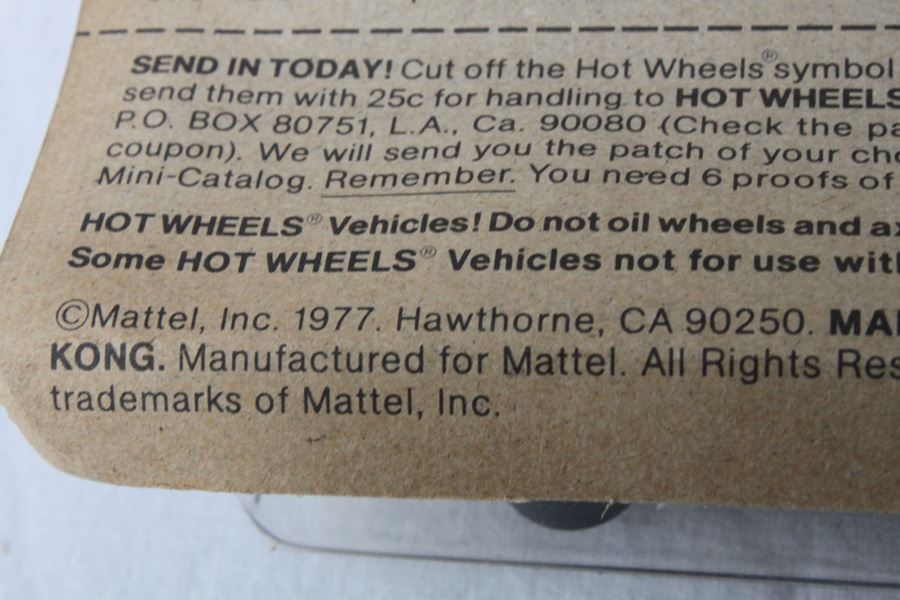 SEND IN TODAY! Cut off the Hot Wheels® symbol
send them with 25c for handling to HOT WHEELS
P.O. BOX 80751, L.A., Ca. 90080 (Check the pa
coupon). We will send you the patch of your cho
Mini-Catalog. Remember. You need 6 proofs of
HOT WHEELS® Vehicles! Do not oil wheels and ax
Some HOT WHEELS® Vehicles not for use with
©Mattel, Inc. 1977. Hawthorne, CA 90250. MA
KONG. Manufactured for Mattel. All Rights Res
trademarks of Mattel, Inc.